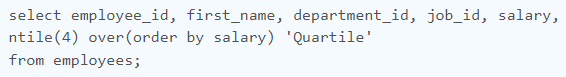 select employee_id, first_name, department_id, job_id, salary,
ntile(4) over(order by salary) 'Quartile'
from employees;